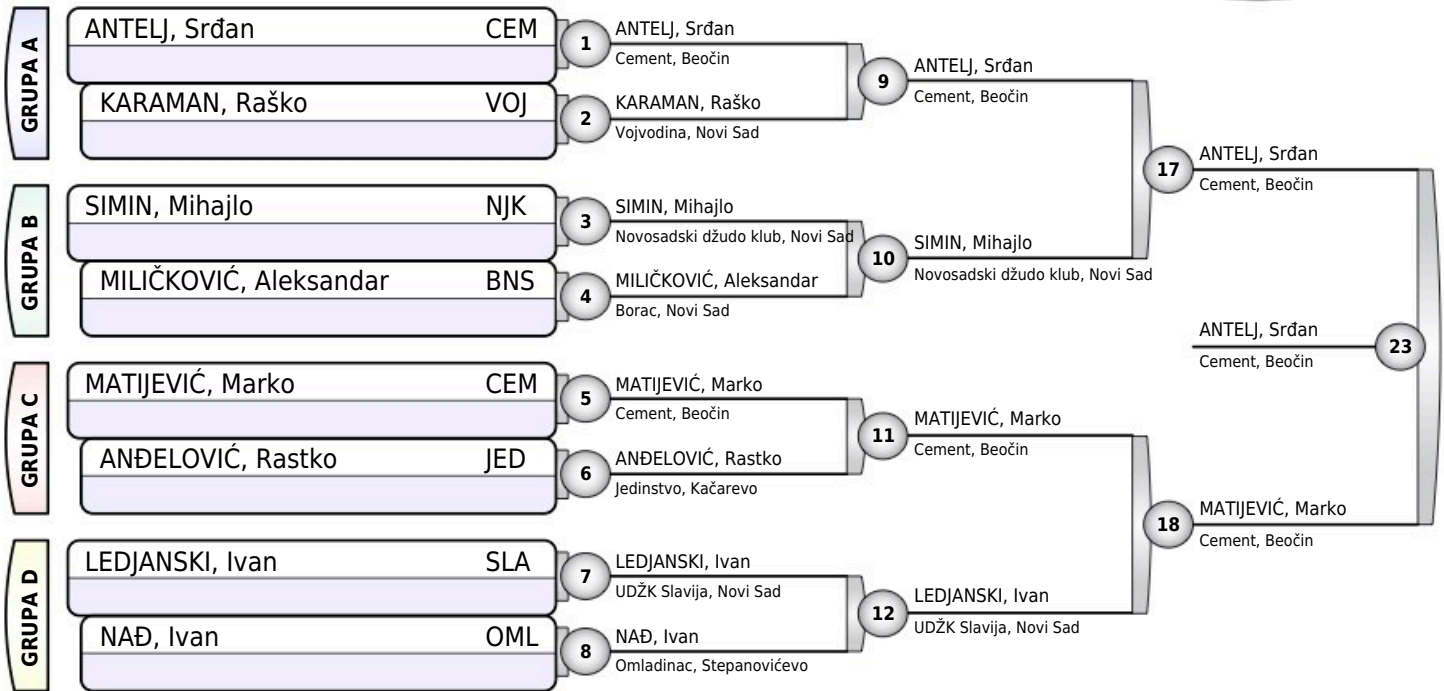 GRUPA A
ANTELJ, Srđan CEM
KARAMAN, Raško VOJ
1
ANTELJ, Srđan
Cement, Beočin
2
KARAMAN, Raško
Vojvodina, Novi Sad
9
ANTELJ, Srđan
Cement, Beočin
GRUPA B
SIMIN, Mihajlo NJK
MILIČKOVIĆ, Aleksandar BNS
3
SIMIN, Mihajlo
Novosadski džudo klub, Novi Sad
4
MILIČKOVIĆ, Aleksandar
Borac, Novi Sad
10
SIMIN, Mihajlo
Novosadski džudo klub, Novi Sad
17
ANTELJ, Srđan
Cement, Beočin
GRUPA C
MATIJEVIĆ, Marko CEM
ANĐELOVIĆ, Rastko JED
5
MATIJEVIĆ, Marko
Cement, Beočin
6
ANĐELOVIĆ, Rastko
Jedinstvo, Kačarevo
11
MATIJEVIĆ, Marko
Cement, Beočin
GRUPA D
LEDJANSKI, Ivan SLA
NAĐ, Ivan OML
7
LEDJANSKI, Ivan
UDŽK Slavija, Novi Sad
8
NAĐ, Ivan
Omladinac, Stepanovićevo
12
LEDJANSKI, Ivan
UDŽK Slavija, Novi Sad
18
MATIJEVIĆ, Marko
Cement, Beočin
ANTELJ, Srđan
Cement, Beočin
23